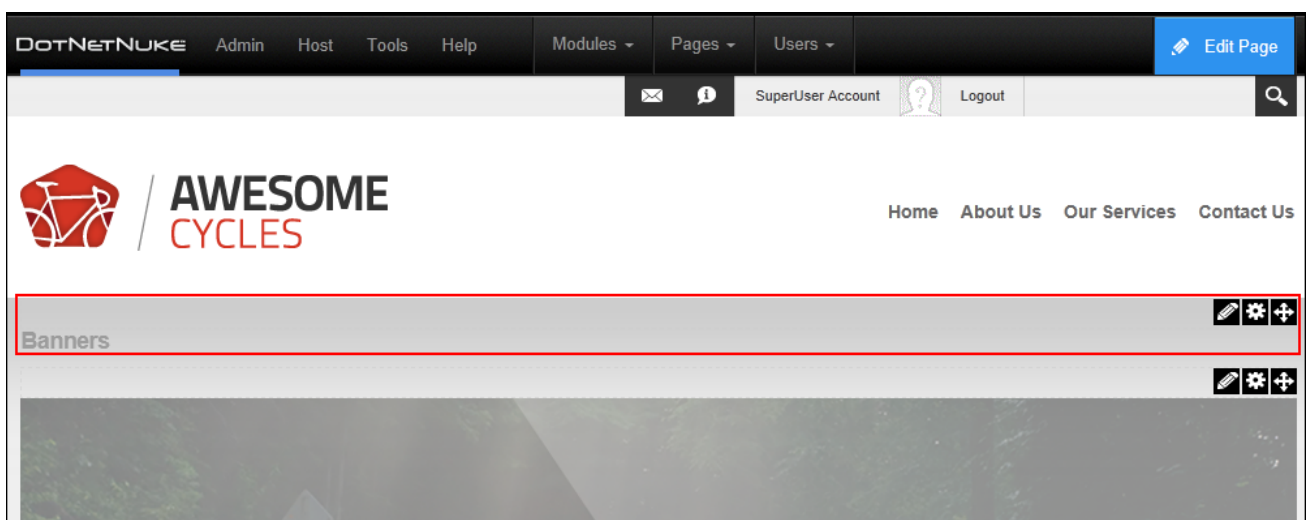 DOTNETNUKE Admin Host Tools Help Modules Pages Users Edit Page
SuperUser Account Logout
AWESOME
CYCLES
Home About Us Our Services Contact Us
Banners